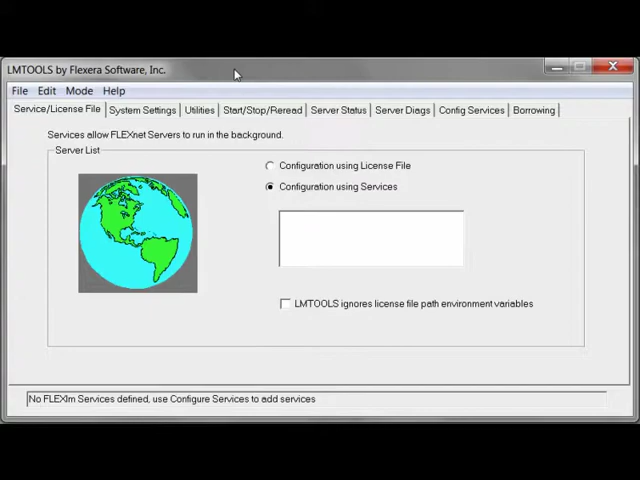 LMTOOLS by Flexera Software, Inc.
File Edit Mode Help
Service/License File System Settings Utilities Start/Stop/Reread Server Status Server Diags Config Services Borrowing
Services allow FLEXnet Servers to run in the background.
Server List
Configuration using License File
Configuration using Services
LMTOOLS ignores license file path environment variables
No FLEXlm Services defined, use Configure Services to add services